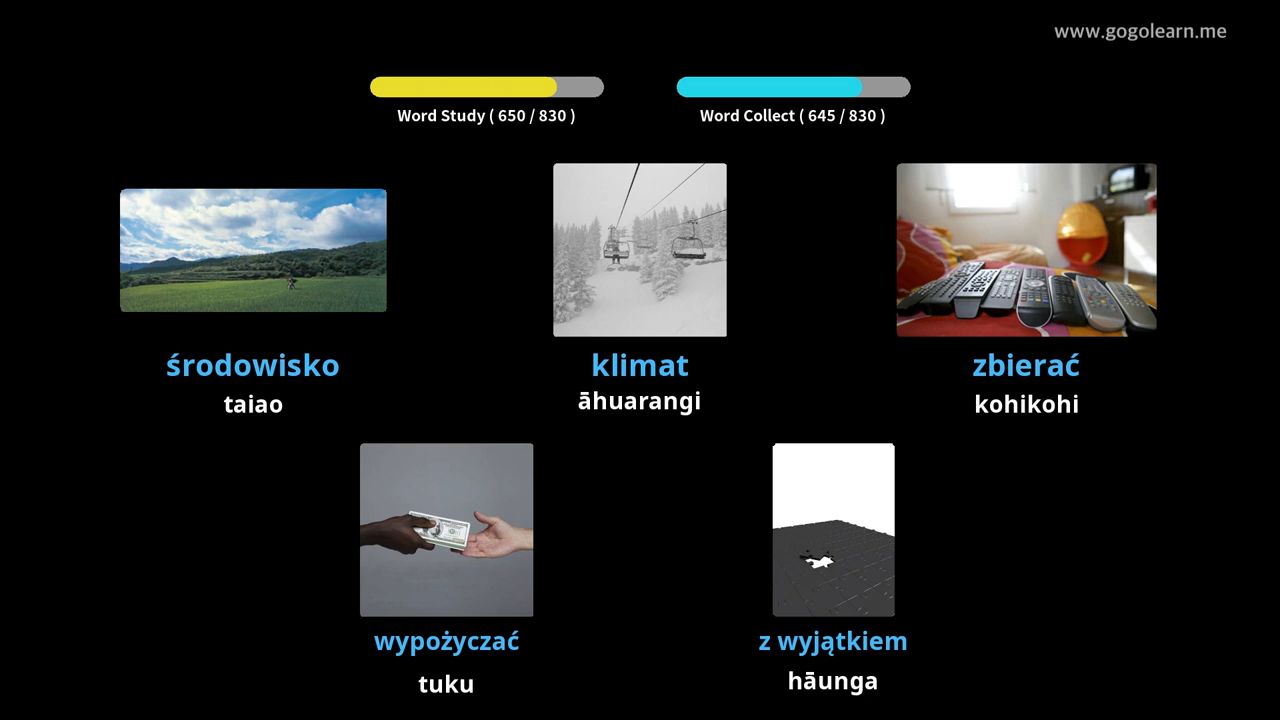 www.gogolearn.me
Word Study ( 650 / 830 )
Word Collect ( 645 / 830 )
środowisko
taiao
klimat
āhuarangi
zbierać
kohikohi
wypożyczać
tuku
z wyjątkiem
hāunga